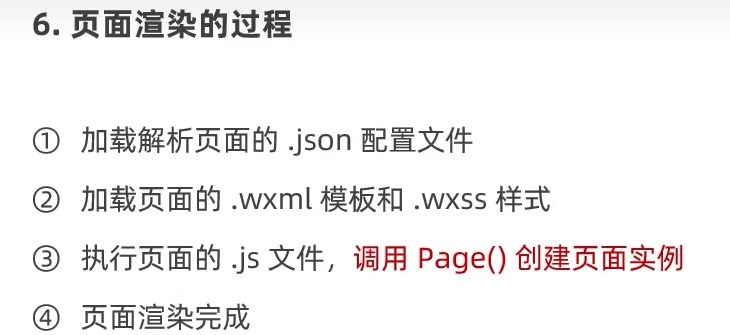 6. 页面渲染的过程
① 加载解析页面的 .json 配置文件
② 加载页面的 .wxml 模板和 .wxss 样式
③ 执行页面的 .js 文件，调用 Page() 创建页面实例
④ 页面渲染完成